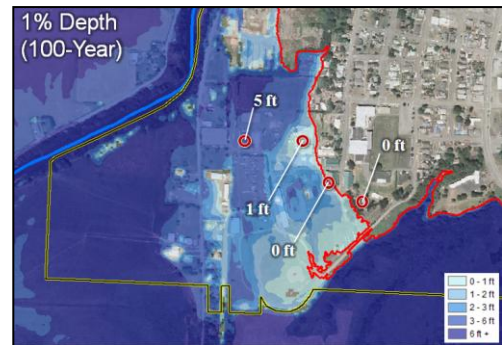 1% Depth
(100-Year)
5 ft
0 ft
1 ft
0 ft
0 - 1 ft
1 - 2 ft
2 - 3 ft
3 - 6 ft
6 ft +